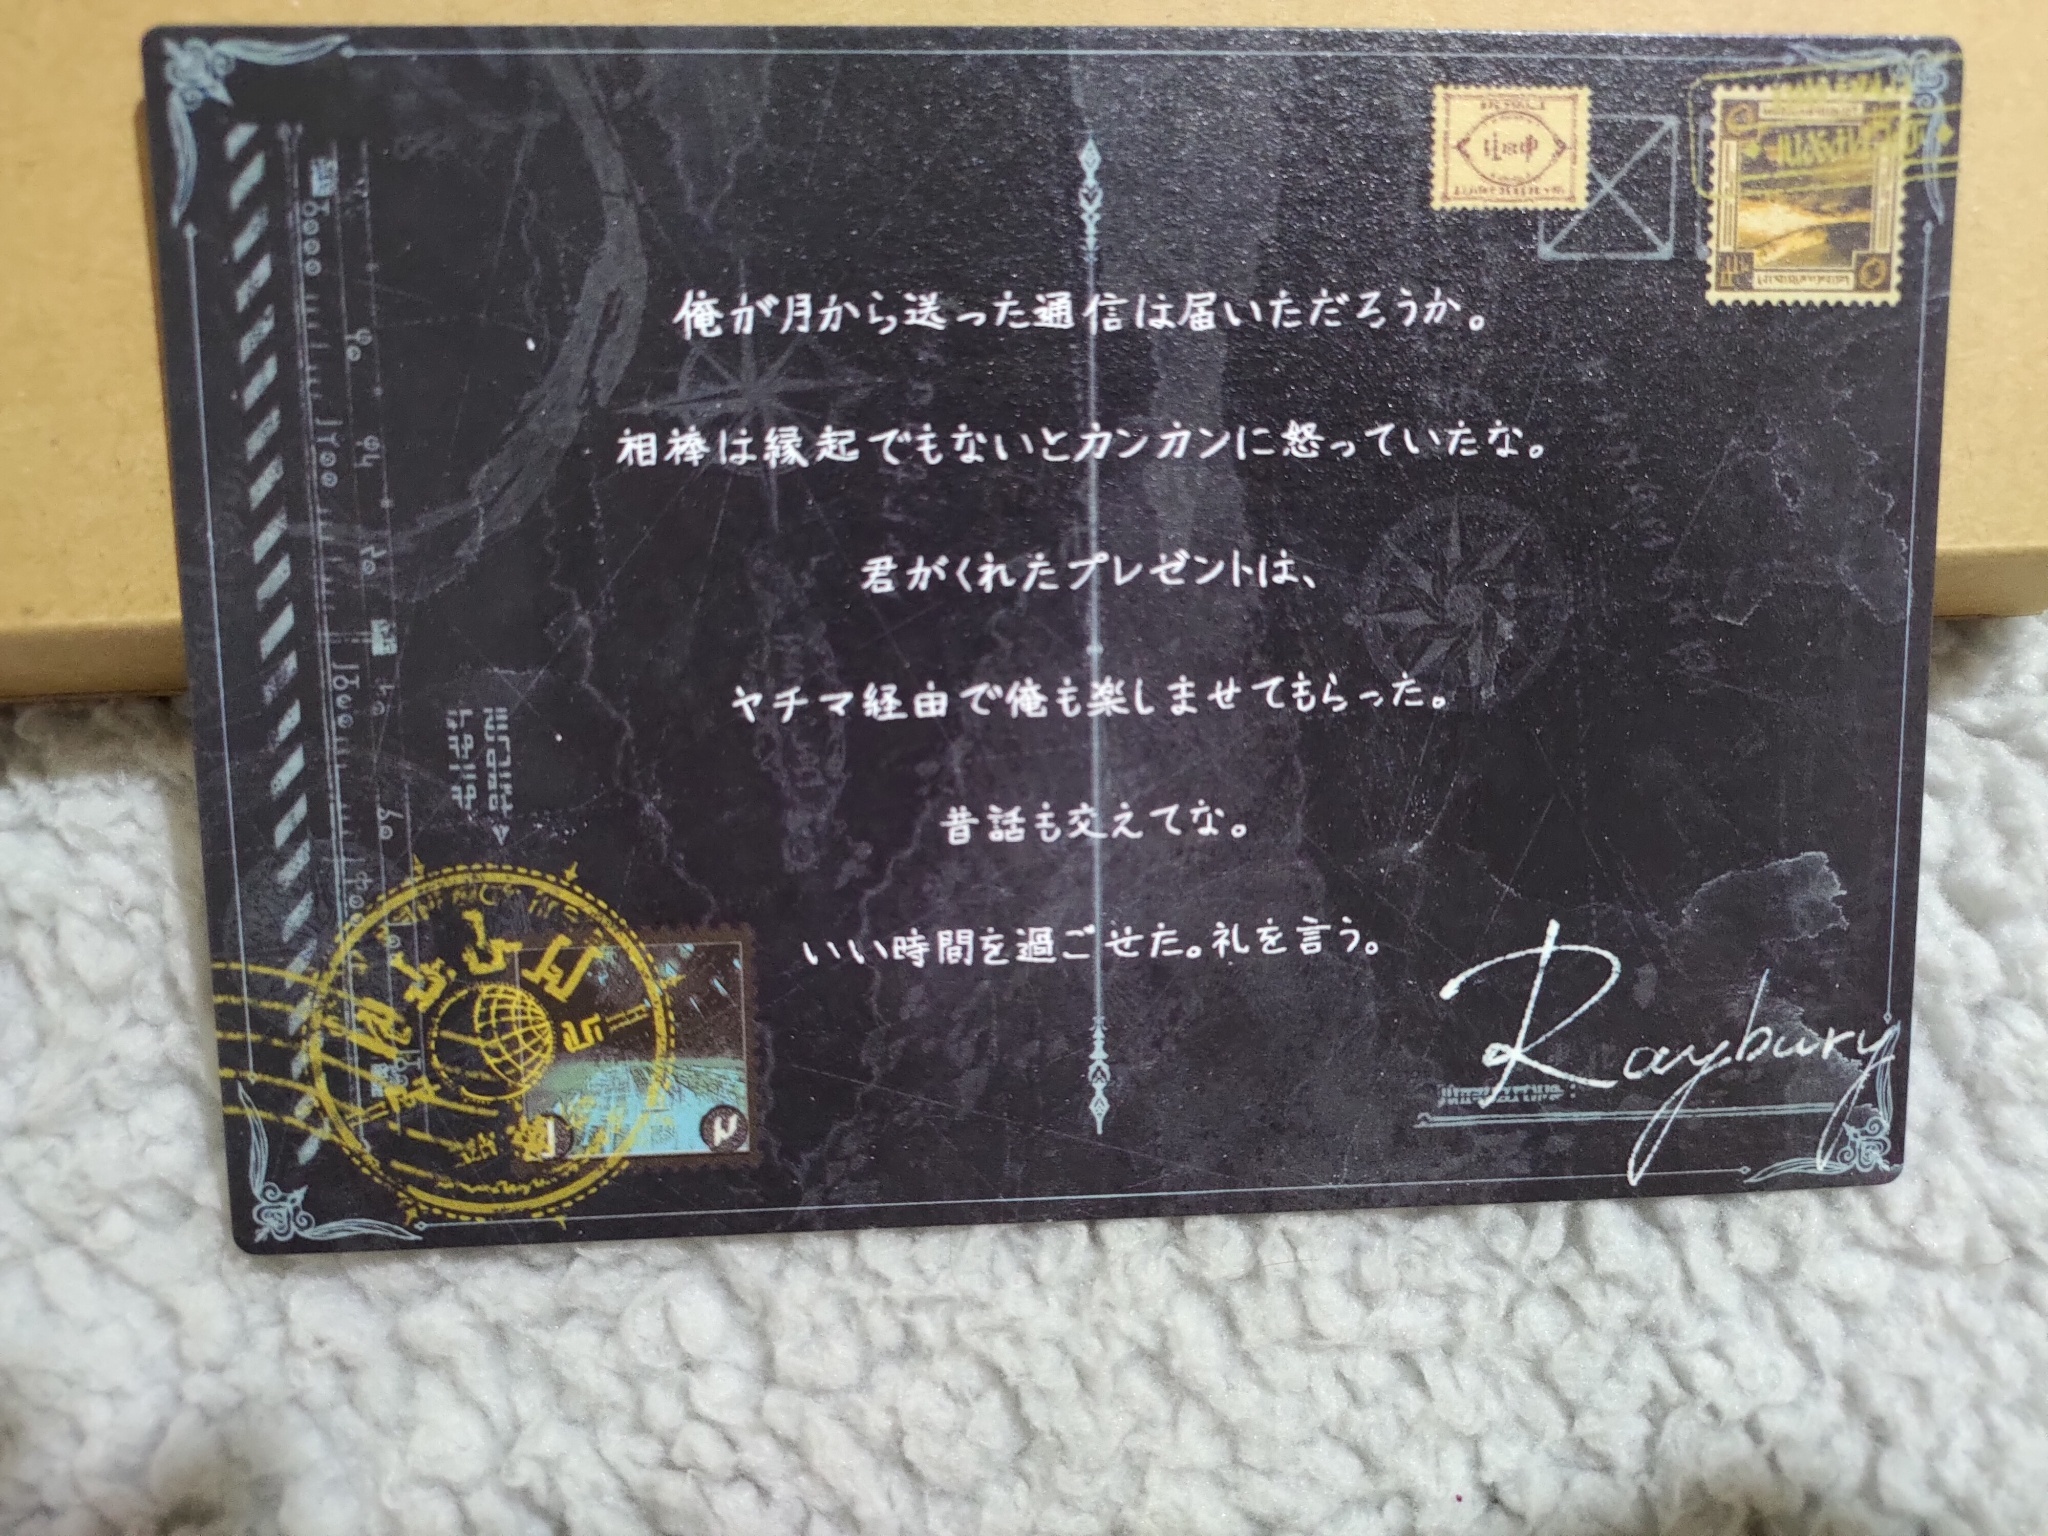 俺が月から送った通信は届いただろうか。
相棒は縁起でもないとカンカンに怒っていたな。
君がくれたプレゼントは、
ヤチマ経由で俺も楽しませてもらった。
昔話も交えてな。
いい時間を過ごせた。礼を言う。
Raybury